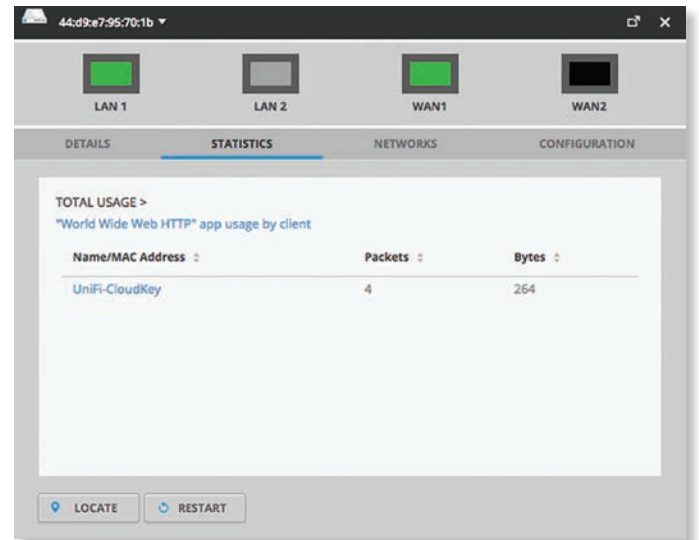 44:d9:e7:95:70:1b
LAN 1 LAN 2 WAN1 WAN2
DETAILS STATISTICS NETWORKS CONFIGURATION
TOTAL USAGE >
"World Wide Web HTTP" app usage by client
Name/MAC Address Packets Bytes
UniFi-CloudKey 4 264
LOCATE RESTART